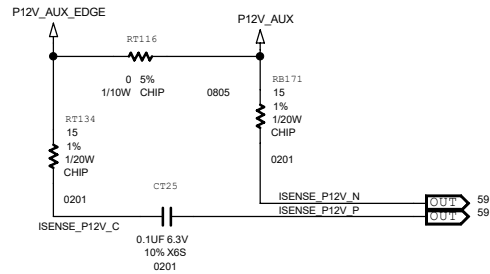 P12V_AUX_EDGE
P12V_AUX
RT116
0 5%
1/10W CHIP 0805
RB171
15
1%
1/20W
CHIP
0201
RT134
15
1%
1/20W
CHIP
0201
CT25
0.1UF 6.3V
10% X6S
0201
ISENSE_P12V_C
ISENSE_P12V_N OUT 59
ISENSE_P12V_P OUT 59